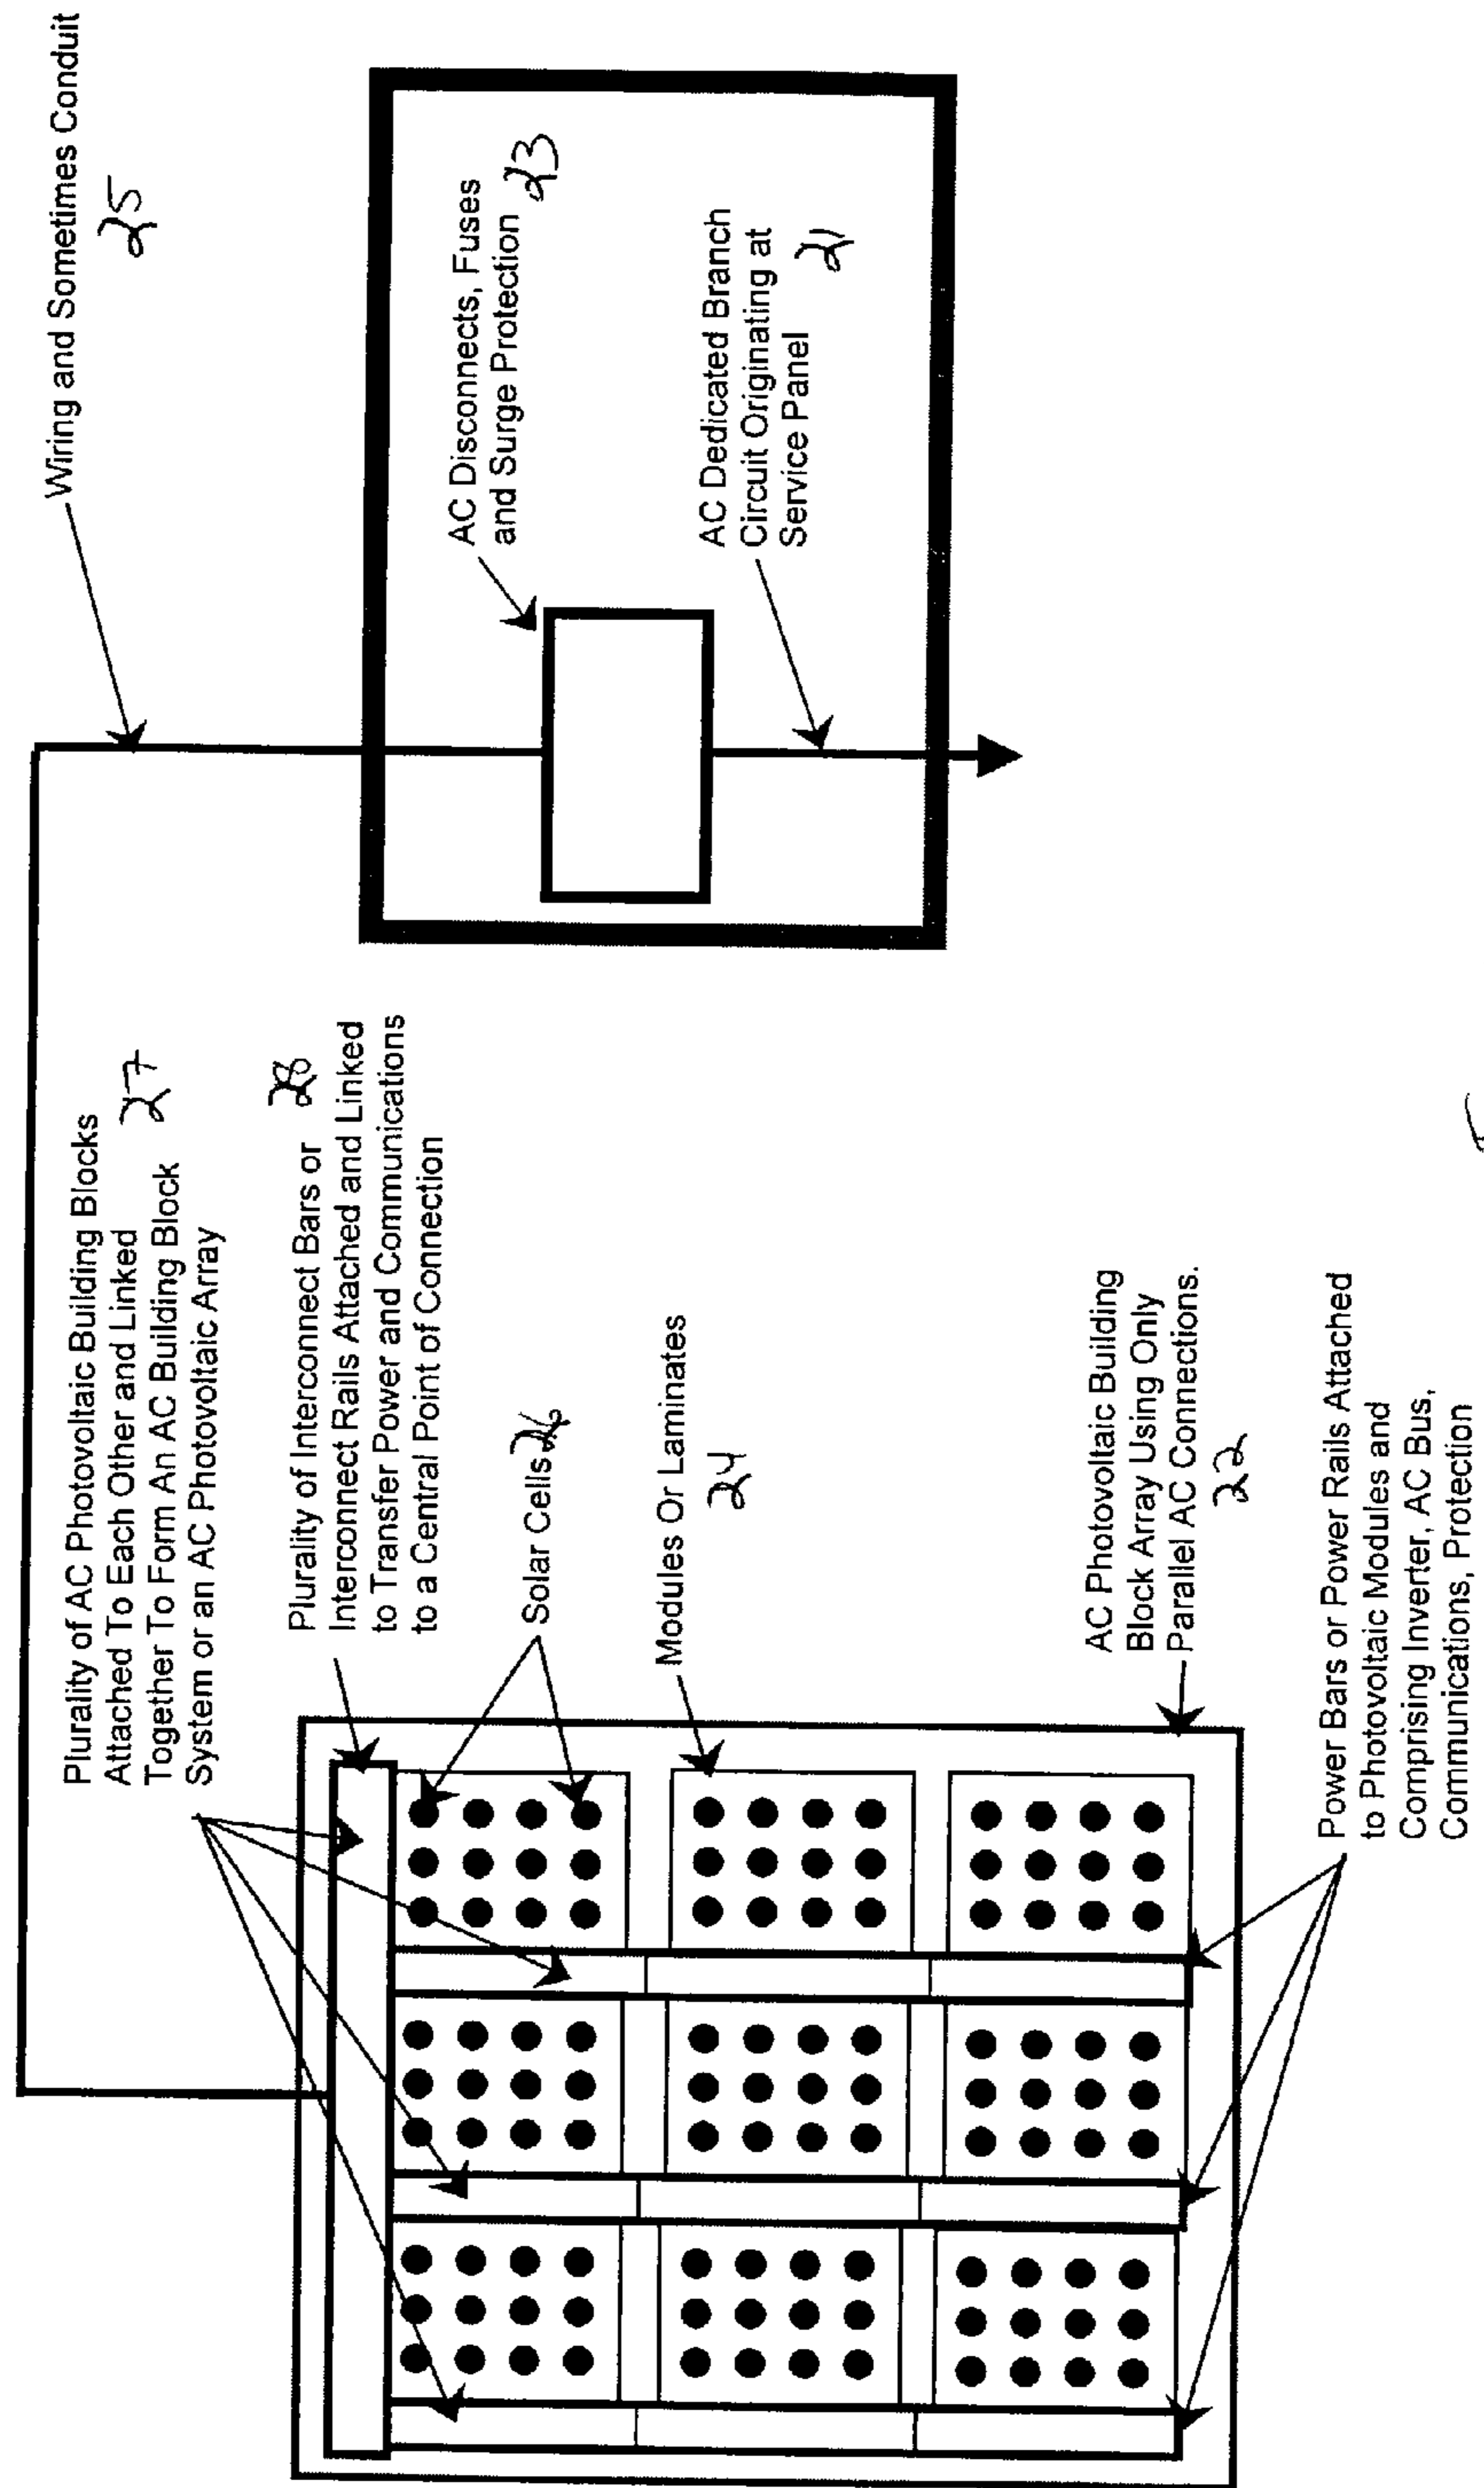 Wiring and Sometimes Conduit
25
AC Disconnects, Fuses
and Surge Protection 23
AC Dedicated Branch
Circuit Originating at
Service Panel 21
Plurality of AC Photovoltaic Building Blocks
Attached To Each Other and Linked
Together To Form An AC Building Block 27
System or an AC Photovoltaic Array
Plurality of Interconnect Bars or 28
Interconnect Rails Attached and Linked
to Transfer Power and Communications
to a Central Point of Connection
Solar Cells 26
Modules Or Laminates
24
AC Photovoltaic Building
Block Array Using Only
Parallel AC Connections.
22
Power Bars or Power Rails Attached
to Photovoltaic Modules and
Comprising Inverter, AC Bus,
Communications, Protection